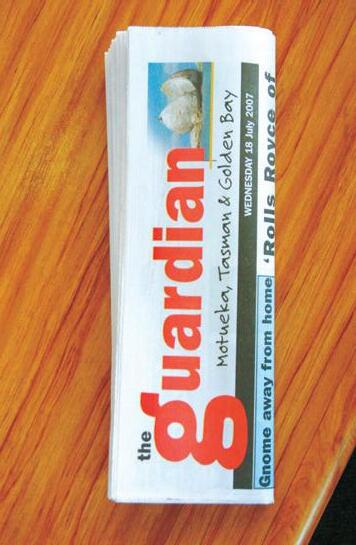 the guardian
Motueka, Tasman & Golden Bay
WEDNESDAY 18 July 2007
Gnome away from home
'Rolls Royce of